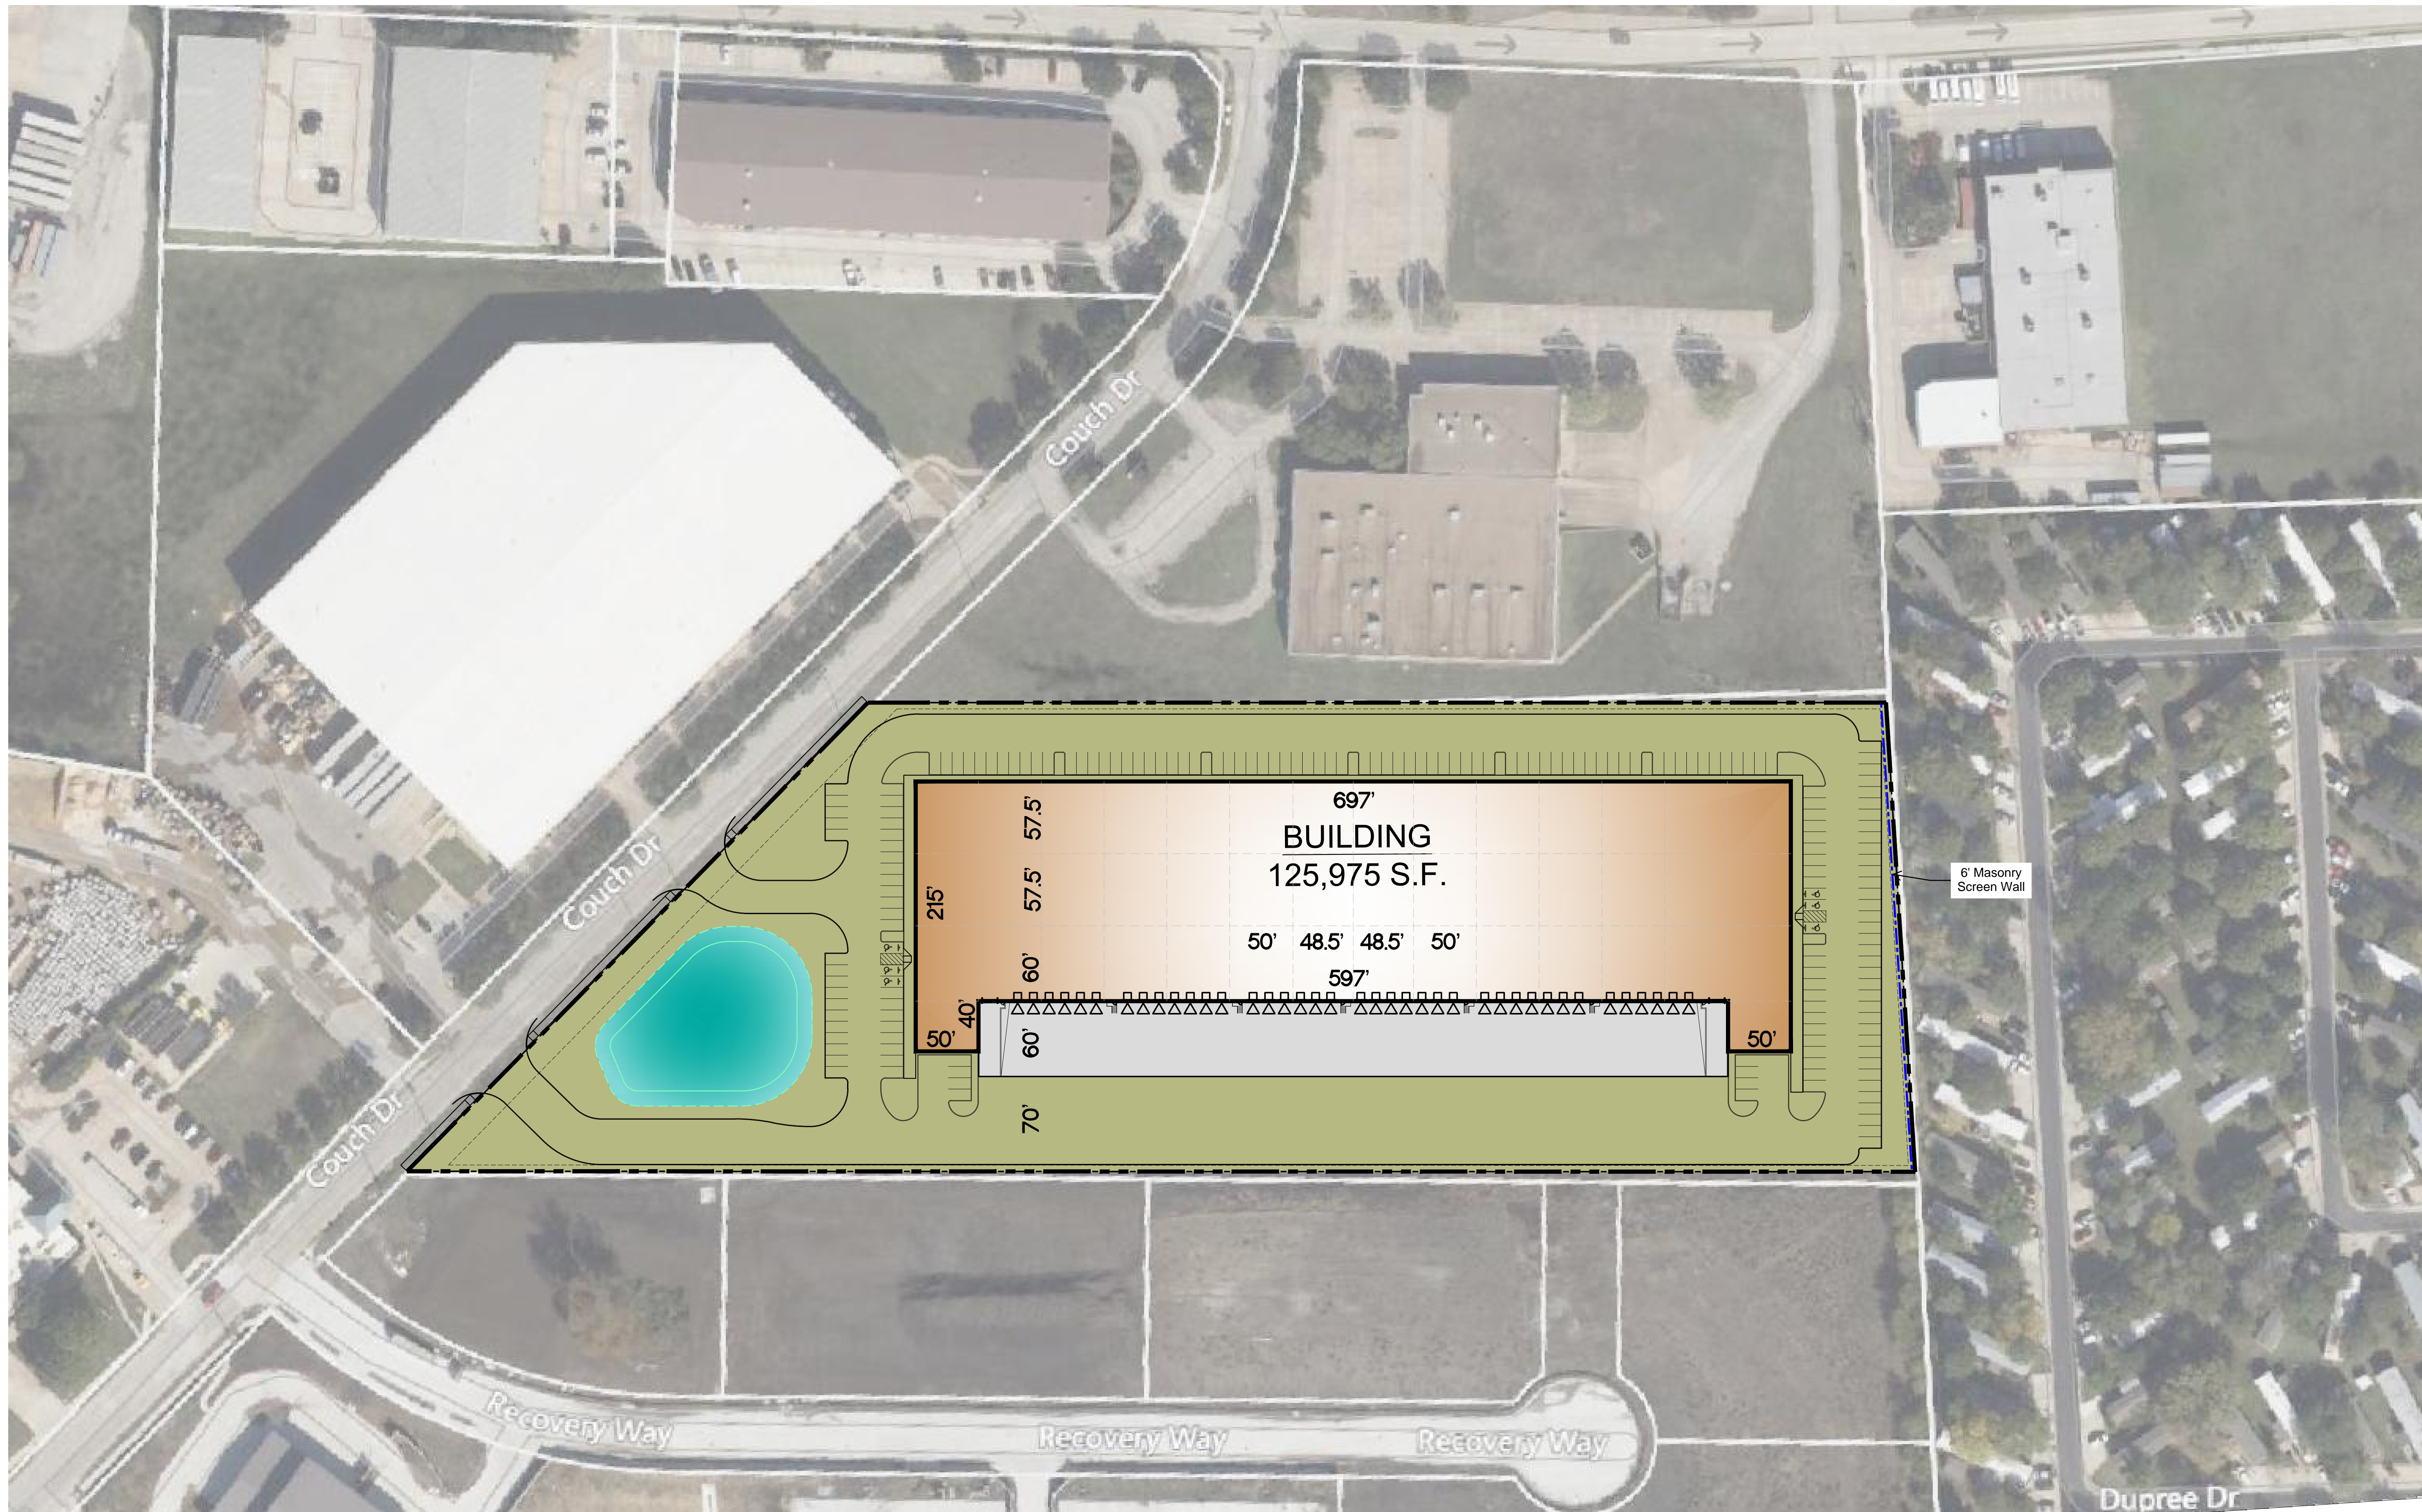 Couch Dr
697'
57.5'
BUILDING
125,975 S.F.
57.5'
215'
6' Masonry
Screen Wall
Couch Dr
50'
48.5'
48.5'
50'
60'
597'
40'
50'
60'
50'
70'
Couch Dr
Recovery Way
Recovery Way
Recovery Way
Dupree Dr